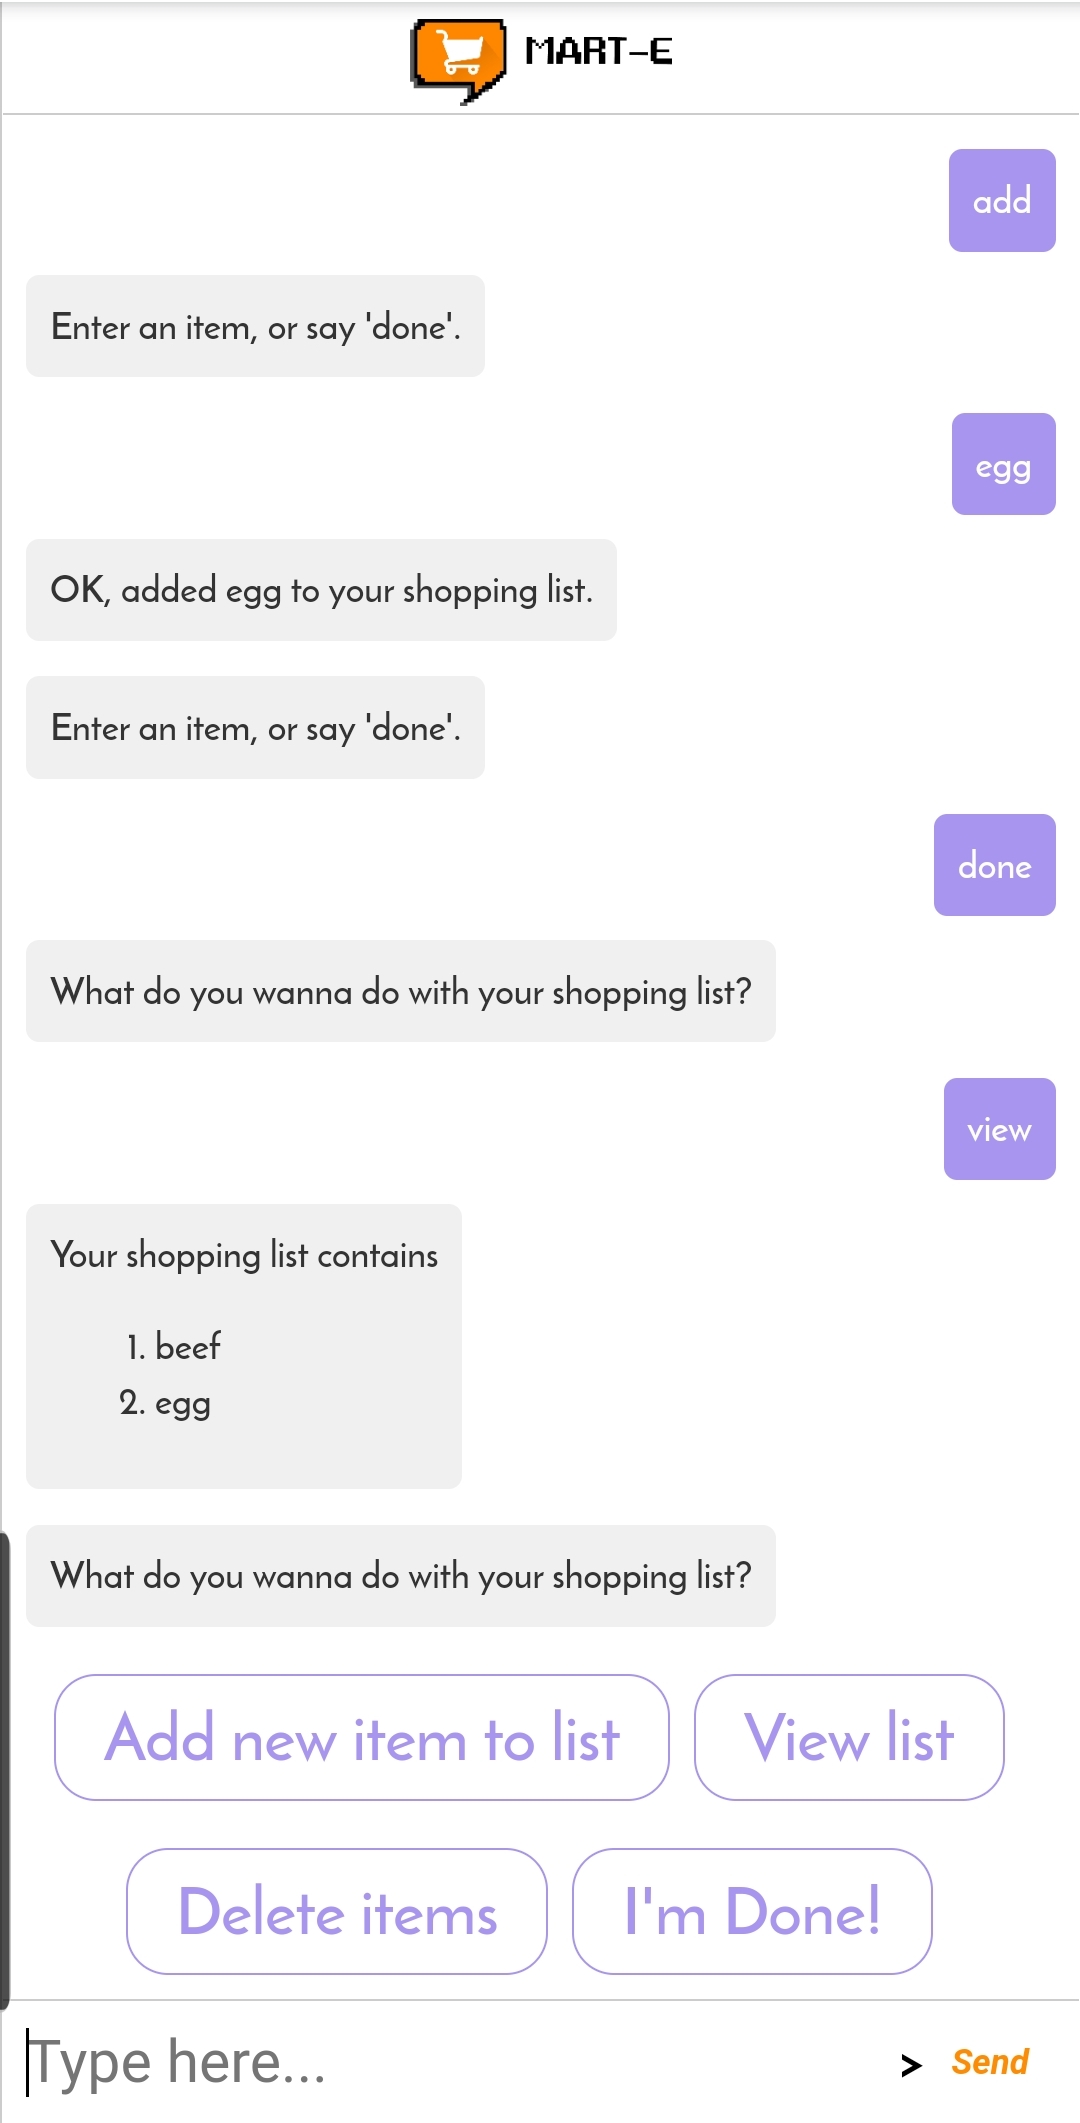 MART-E
add
Enter an item, or say 'done'.
egg
OK, added egg to your shopping list.
Enter an item, or say 'done'.
done
What do you wanna do with your shopping list?
view
Your shopping list contains
1. beef
2. egg
What do you wanna do with your shopping list?
Add new item to list
View list
Delete items
I'm Done!
Type here...
> Send